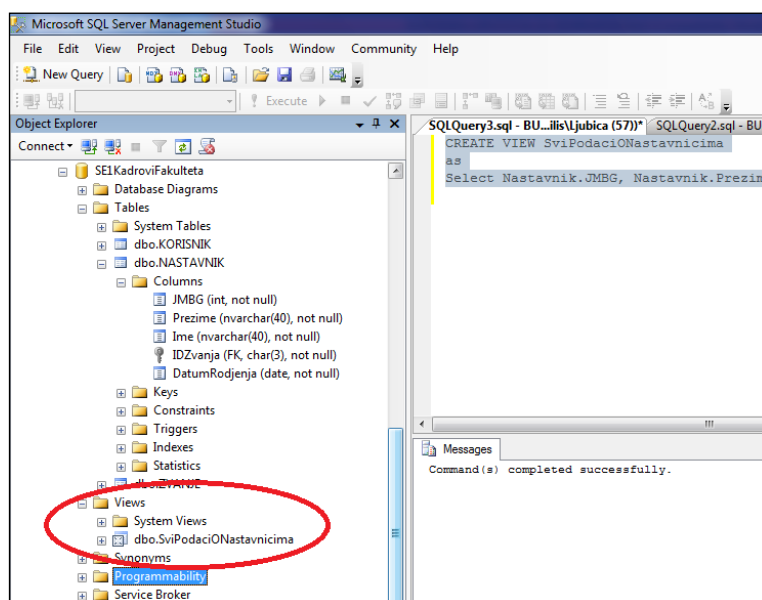 Microsoft SQL Server Management Studio
File Edit View Project Debug Tools Window Community Help
New Query
Execute
Object Explorer
SQLQuery3.sql - BU...ilis\Ljubica (57))* SQLQuery2.sql - BU
Connect
SE1KadroviFakulteta
Database Diagrams
Tables
System Tables
dbo.KORISNIK
dbo.NASTAVNIK
Columns
JMBG (int, not null)
Prezime (nvarchar(40), not null)
Ime (nvarchar(40), not null)
IDZvanja (FK, char(3), not null)
DatumRodjenja (date, not null)
Keys
Constraints
Triggers
Indexes
Statistics
dbo.ZVANJE
Views
System Views
dbo.SviPodaciONastavnicima
Synonyms
Programmability
Service Broker
CREATE VIEW SviPodaciONastavnicima
as
Select Nastavnik.JMBG, Nastavnik.Prezim
Messages
Command(s) completed successfully.